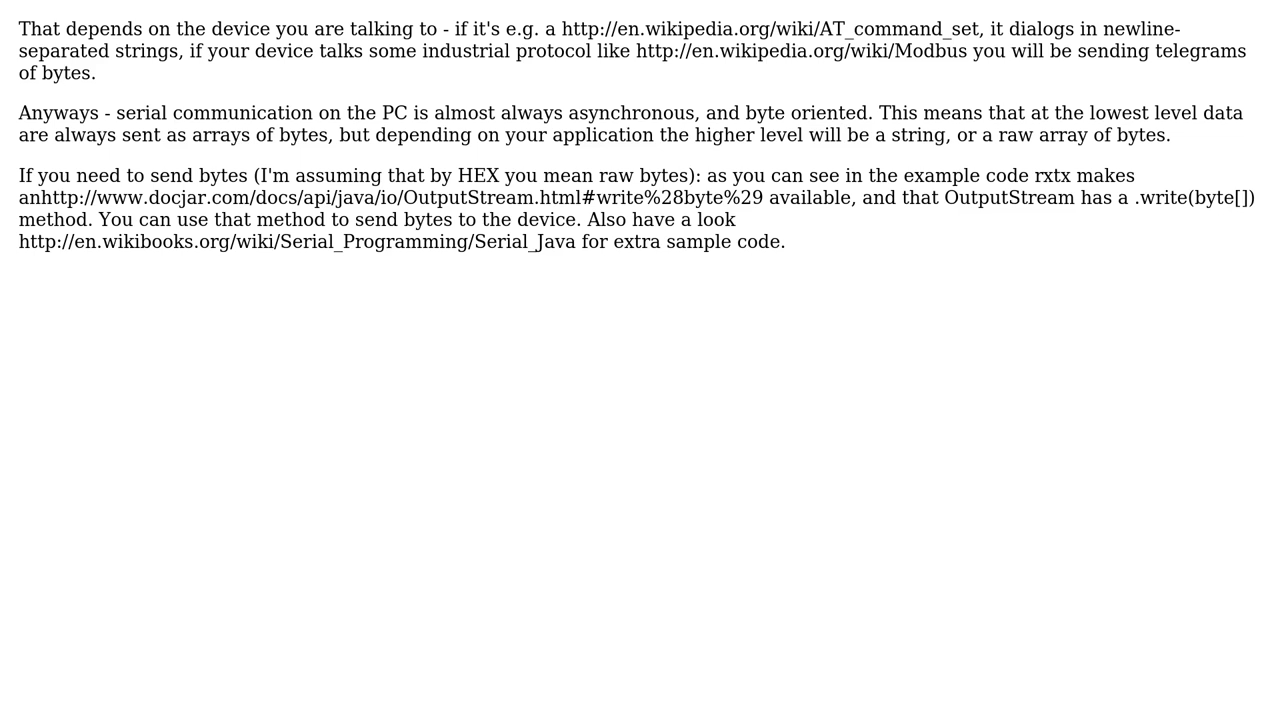 That depends on the device you are talking to - if it's e.g. a http://en.wikipedia.org/wiki/AT_command_set, it dialogs in newline-
separated strings, if your device talks some industrial protocol like http://en.wikipedia.org/wiki/Modbus you will be sending telegrams
of bytes.
Anyways - serial communication on the PC is almost always asynchronous, and byte oriented. This means that at the lowest level data
are always sent as arrays of bytes, but depending on your application the higher level will be a string, or a raw array of bytes.
If you need to send bytes (I'm assuming that by HEX you mean raw bytes): as you can see in the example code rxtx makes
anhttp://www.docjar.com/docs/api/java/io/OutputStream.html#write%28byte%29 available, and that OutputStream has a .write(byte[])
method. You can use that method to send bytes to the device. Also have a look
http://en.wikibooks.org/wiki/Serial_Programming/Serial_Java for extra sample code.